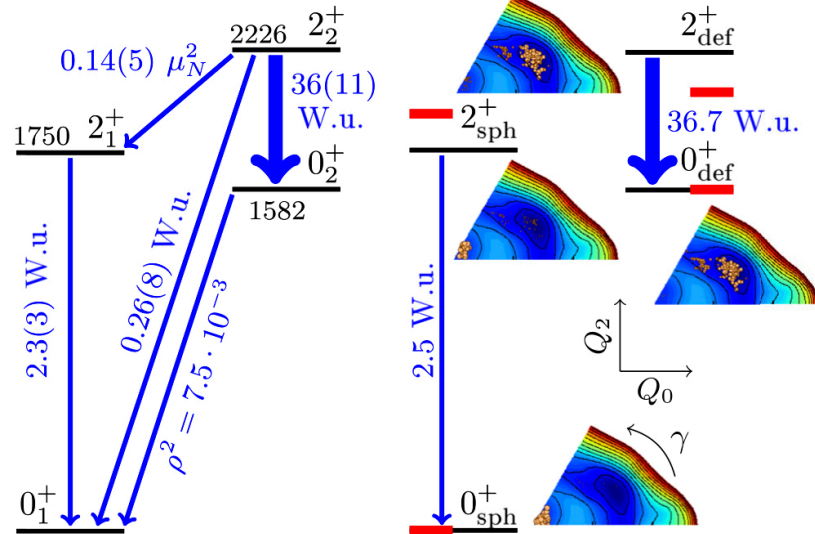 2226 2₂⁺
0.14(5) μ_N²
36(11)
W.u.
1750 2₁⁺
0₂⁺
1582
2.3(3) W.u.
0.26(8) W.u.
ρ² = 7.5 · 10⁻³
0₁⁺
2⁺_def
2⁺_sph
36.7 W.u.
0⁺_def
2.5 W.u.
Q₂
Q₀
γ
0⁺_sph